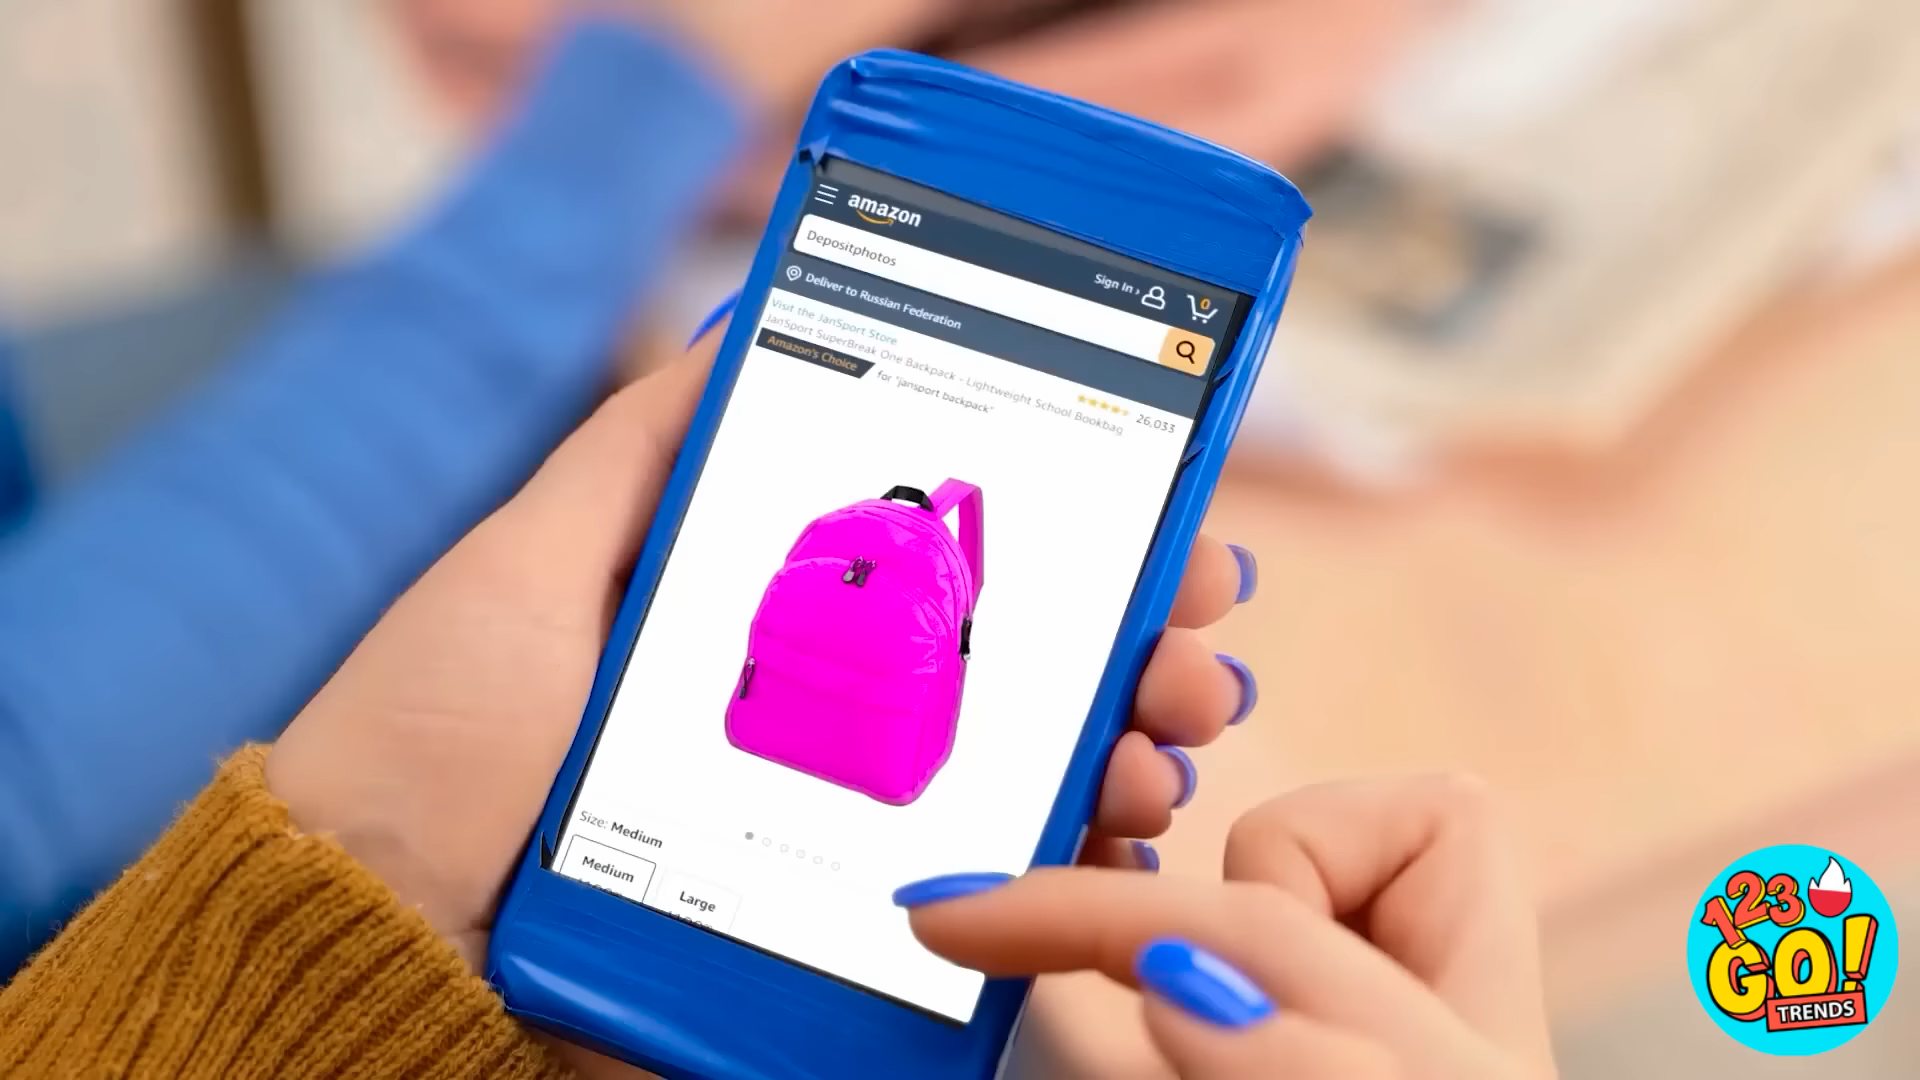 amazon
Sign In ›
0
Depositphotos
Deliver to Russian Federation
Visit the JanSport Store
JanSport SuperBreak One Backpack - Lightweight School Bookbag
26,033
Amazon's Choice
for "jansport backpack"
Size: Medium
Medium
Large
123
GO!
TRENDS